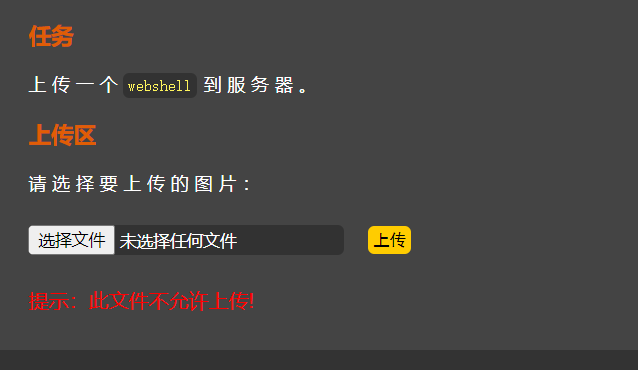 任务
上传一个 webshell 到服务器。
上传区
请选择要上传的图片：
选择文件 未选择任何文件 上传
提示：此文件不允许上传!